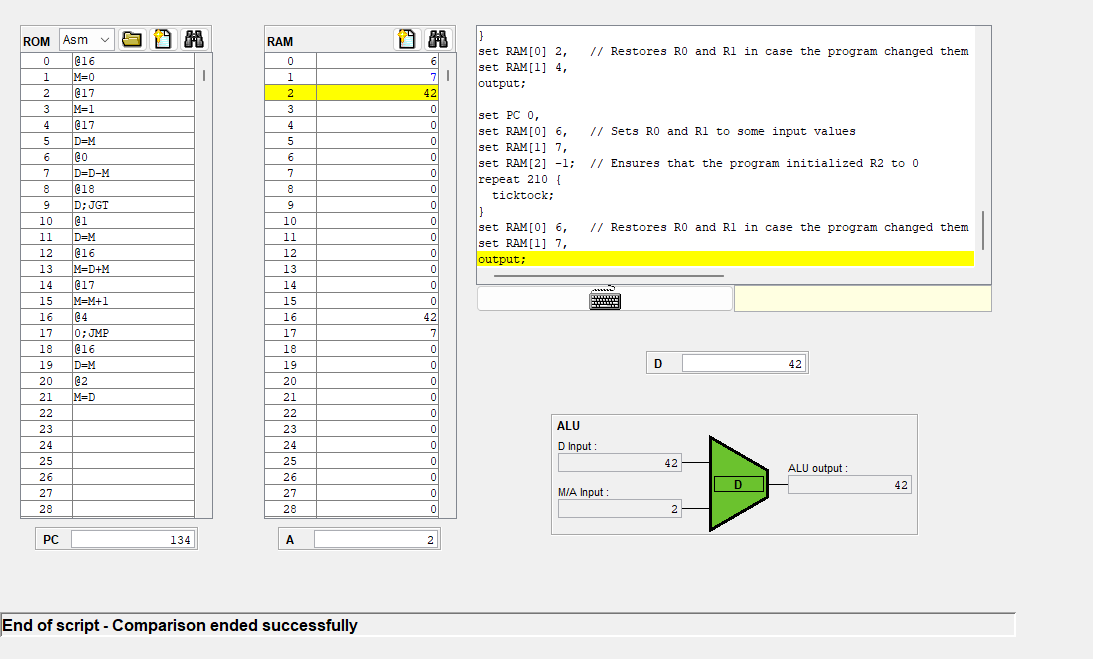 ROM Asm
0 @16
1 M=0
2 @17
3 M=1
4 @17
5 D=M
6 @0
7 D=D-M
8 @18
9 D;JGT
10 @1
11 D=M
12 @16
13 M=D+M
14 @17
15 M=M+1
16 @4
17 0;JMP
18 @16
19 D=M
20 @2
21 M=D
22
23
24
25
26
27
28
PC 134
RAM
0 6
1 7
2 42
3 0
4 0
5 0
6 0
7 0
8 0
9 0
10 0
11 0
12 0
13 0
14 0
15 0
16 42
17 7
18 0
19 0
20 0
21 0
22 0
23 0
24 0
25 0
26 0
27 0
28 0
A 2
}
set RAM[0] 2,   // Restores R0 and R1 in case the program changed them
set RAM[1] 4,
output;
set PC 0,
set RAM[0] 6,   // Sets R0 and R1 to some input values
set RAM[1] 7,
set RAM[2] -1;  // Ensures that the program initialized R2 to 0
repeat 210 {
  ticktock;
}
set RAM[0] 6,   // Restores R0 and R1 in case the program changed them
set RAM[1] 7,
output;
D 42
ALU
D Input :
42
M/A Input :
2
D
ALU output :
42
End of script - Comparison ended successfully